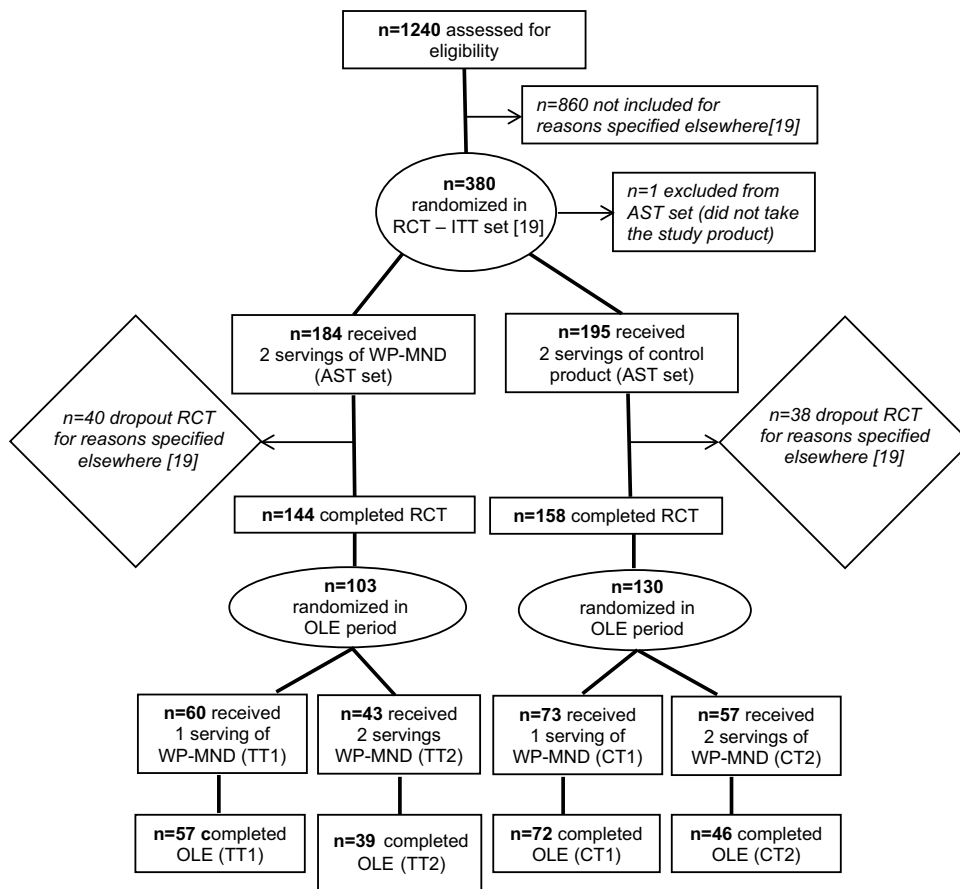 n=1240 assessed for
eligibility
n=860 not included for
reasons specified elsewhere[19]
n=380
randomized in
RCT – ITT set [19]
n=1 excluded from
AST set (did not take
the study product)
n=184 received
2 servings of WP-MND
(AST set)
n=195 received
2 servings of control
product (AST set)
n=40 dropout RCT
for reasons specified
elsewhere [19]
n=38 dropout RCT
for reasons specified
elsewhere [19]
n=144 completed RCT
n=158 completed RCT
n=103
randomized in
OLE period
n=130
randomized in
OLE period
n=60 received
1 serving of
WP-MND (TT1)
n=43 received
2 servings
WP-MND (TT2)
n=73 received
1 serving of
WP-MND (CT1)
n=57 received
2 servings of
WP-MND (CT2)
n=57 completed
OLE (TT1)
n=39 completed
OLE (TT2)
n=72 completed
OLE (CT1)
n=46 completed
OLE (CT2)